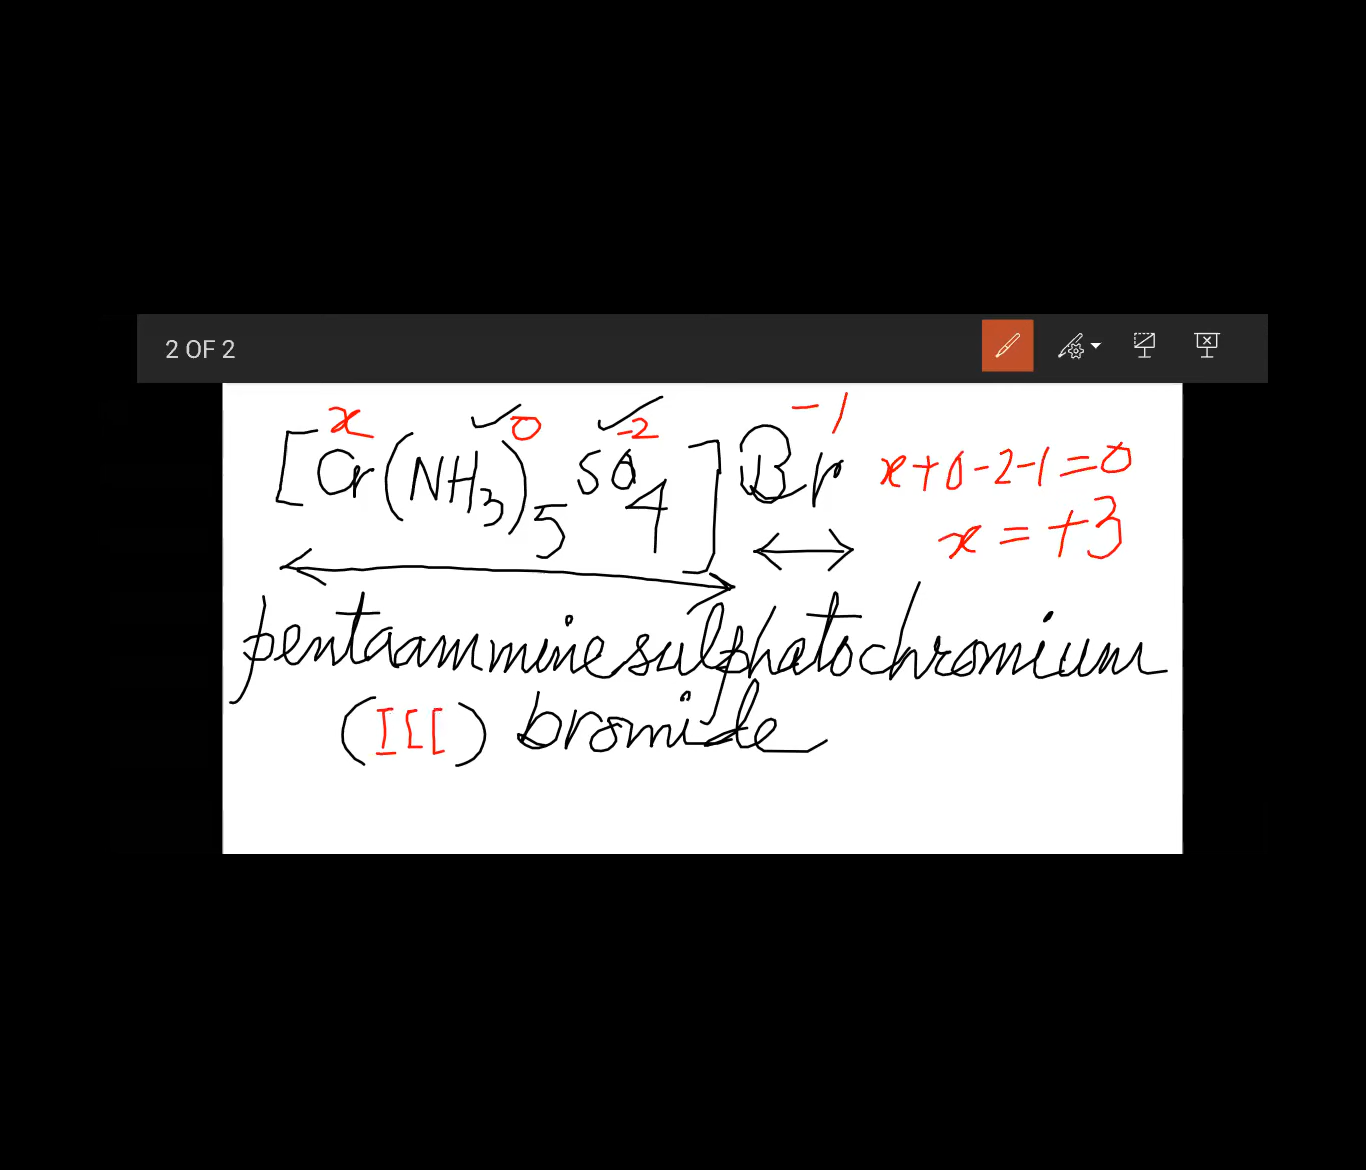 2 OF 2
x 0 -2 -1
[Cr(NH3)5 SO4] Br x+0-2-1=0
x = +3
pentaamminesulphatochromium
(III) bromide